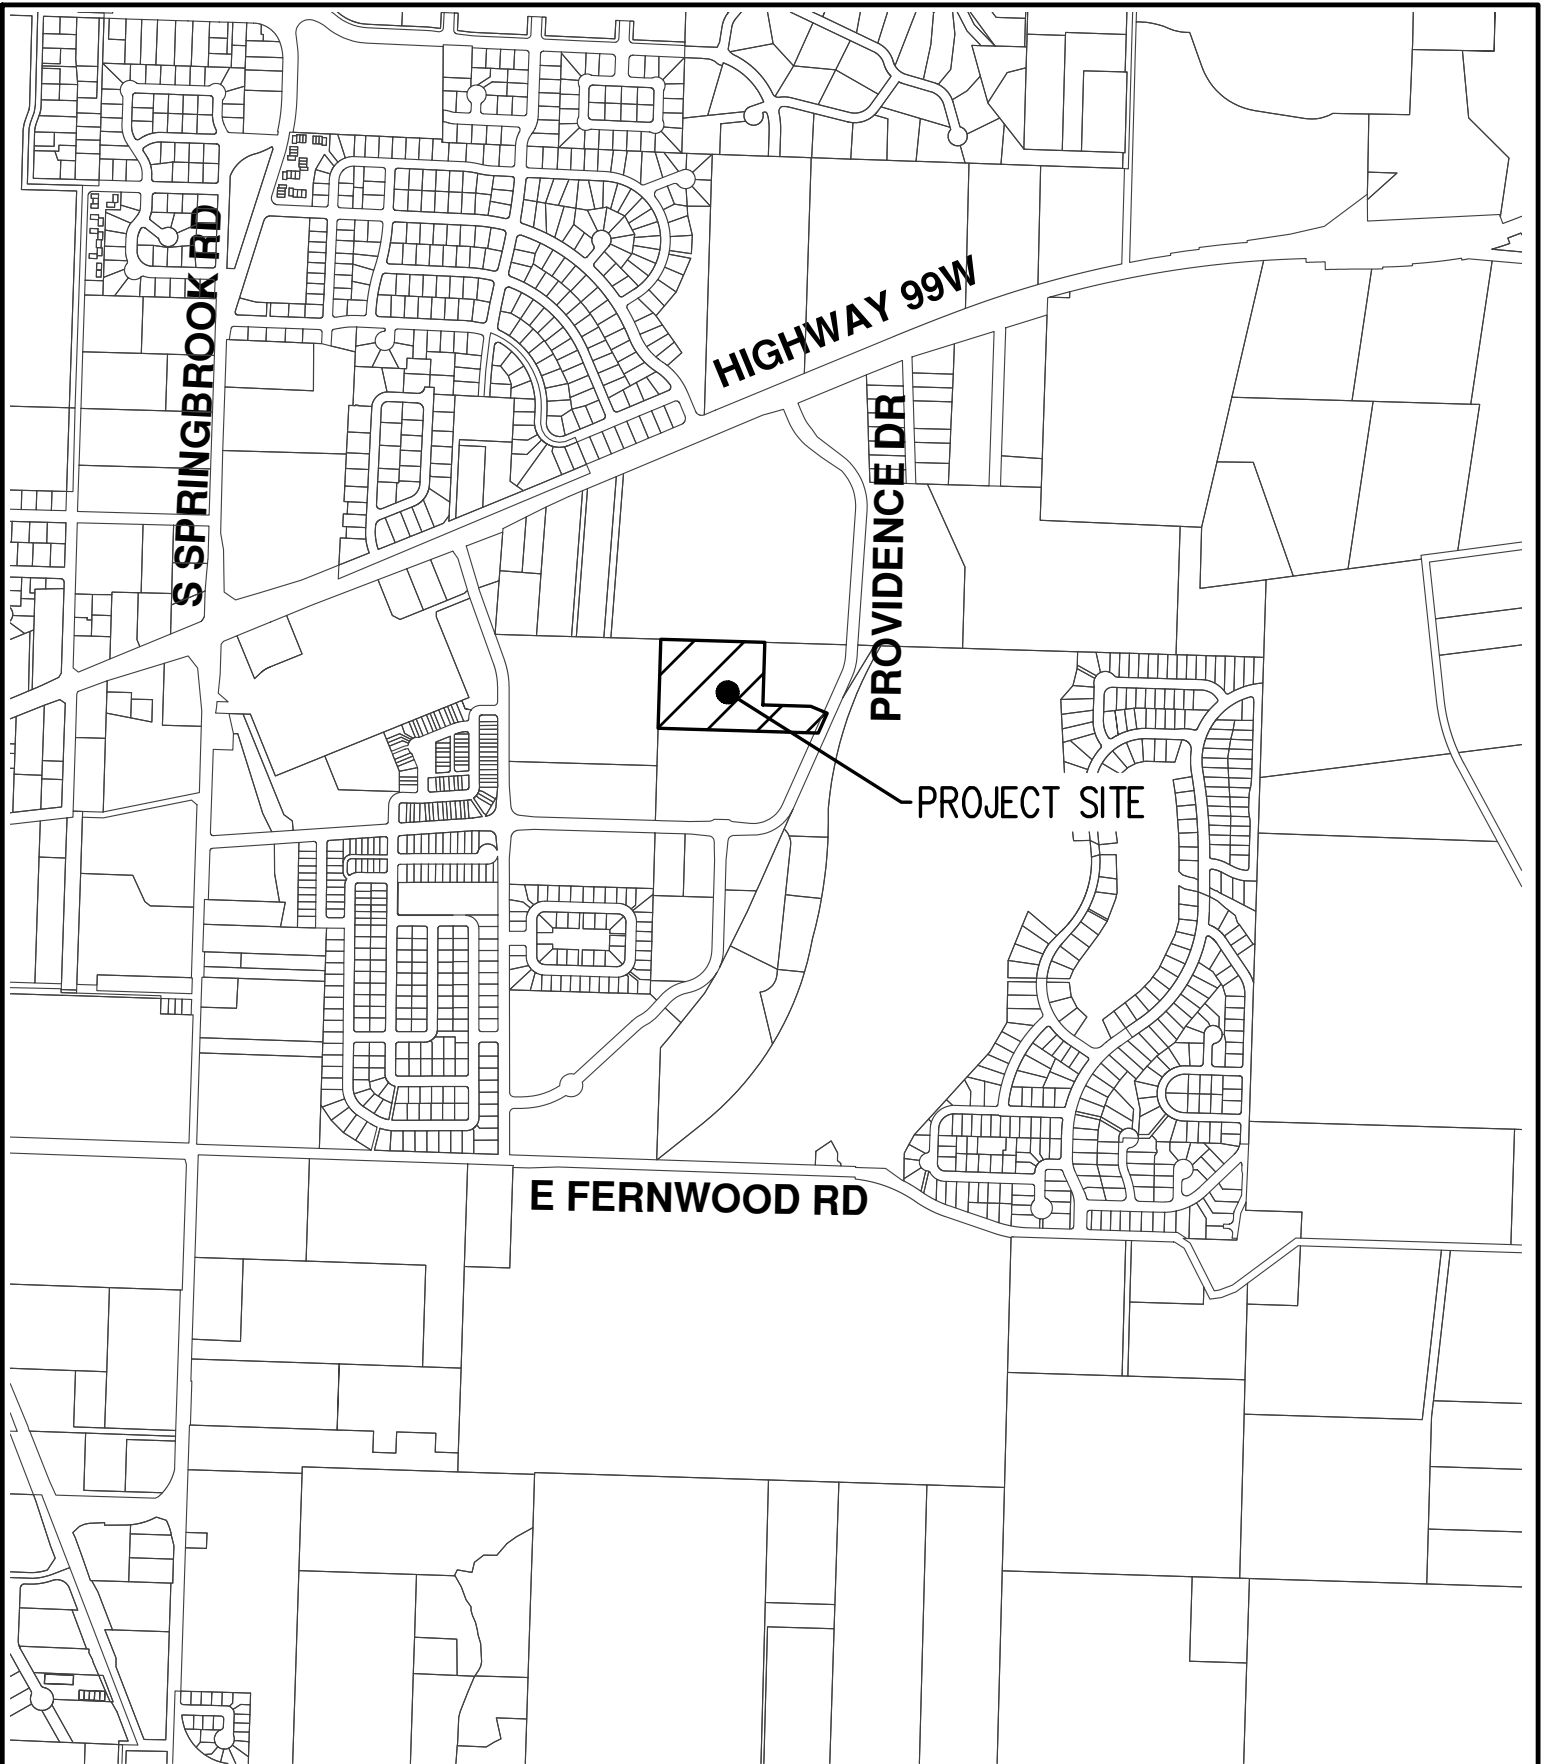 S SPRINGBROOK RD
HIGHWAY 99W
PROVIDENCE DR
PROJECT SITE
E FERNWOOD RD